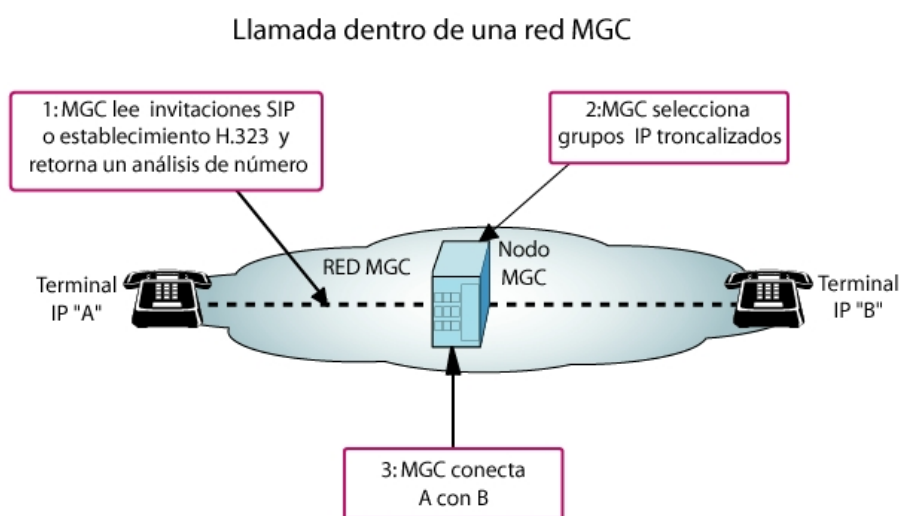 Llamada dentro de una red MGC
1: MGC lee invitaciones SIP
o establecimiento H.323 y
retorna un análisis de número
2:MGC selecciona
grupos IP troncalizados
Terminal
IP "A"
RED MGC
Nodo
MGC
Terminal
IP "B"
3: MGC conecta
A con B